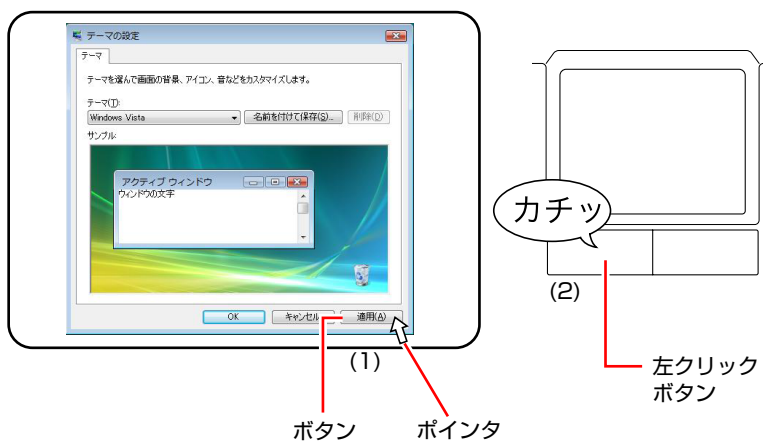 テーマの設定
テーマ
テーマを選んで画面の背景、アイコン、音などをカスタマイズします。
テーマ(T):
Windows Vista
名前を付けて保存(S)...
削除(D)
サンプル:
アクティブ ウィンドウ
ウィンドウの文字
OK
キャンセル
適用(A)
(1)
ボタン
ポインタ
カチッ
(2)
左クリック
ボタン